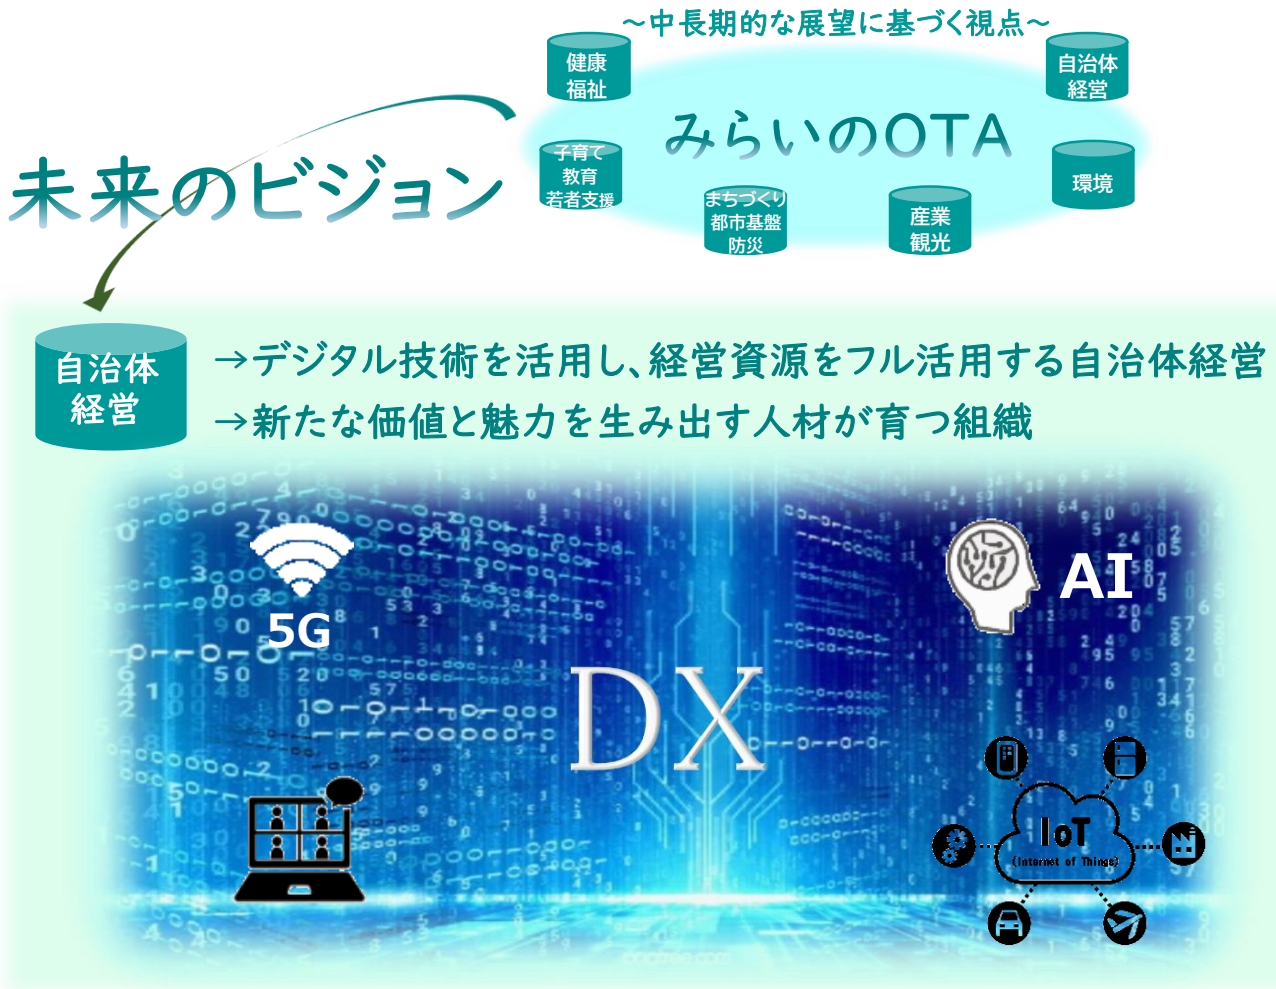 ～中長期的な展望に基づく視点～
健康
福祉
自治体
経営
みらいのOTA
未来のビジョン
子育て
教育
若者支援
環境
まちづくり
都市基盤
防災
産業
観光
自治体
経営
→デジタル技術を活用し、経営資源をフル活用する自治体経営
→新たな価値と魅力を生み出す人材が育つ組織
5G
AI
DX
IoT
(Internet of Things)